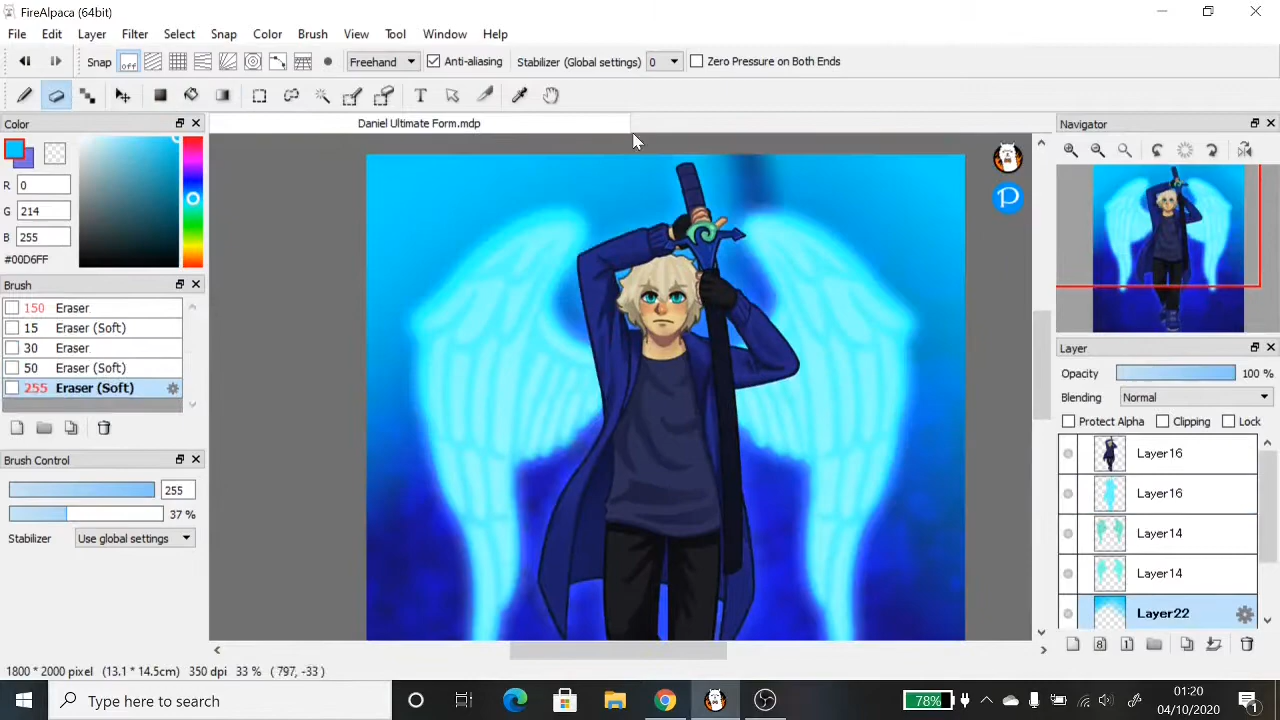 FireAlpaca (64bit)
File Edit Layer Filter Select Snap Color Brush View Tool Window Help
Snap off Freehand Anti-aliasing Stabilizer (Global settings) 0 Zero Pressure on Both Ends
T
Color Daniel Ultimate Form.mdp Navigator
P
R 0
G 214
B 255
#00D6FF
Brush
150 Eraser
15 Eraser (Soft)
30 Eraser
50 Eraser (Soft)
255 Eraser (Soft)
Brush Control
255
37 %
Stabilizer Use global settings
Layer
Opacity 100 %
Blending Normal
Protect Alpha Clipping Lock
Layer16
Layer16
Layer14
Layer14
Layer22
8 1
1800 * 2000 pixel (13.1 * 14.5cm) 350 dpi 33 % ( 797, -33 )
Type here to search
78%
01:20
04/10/2020
1